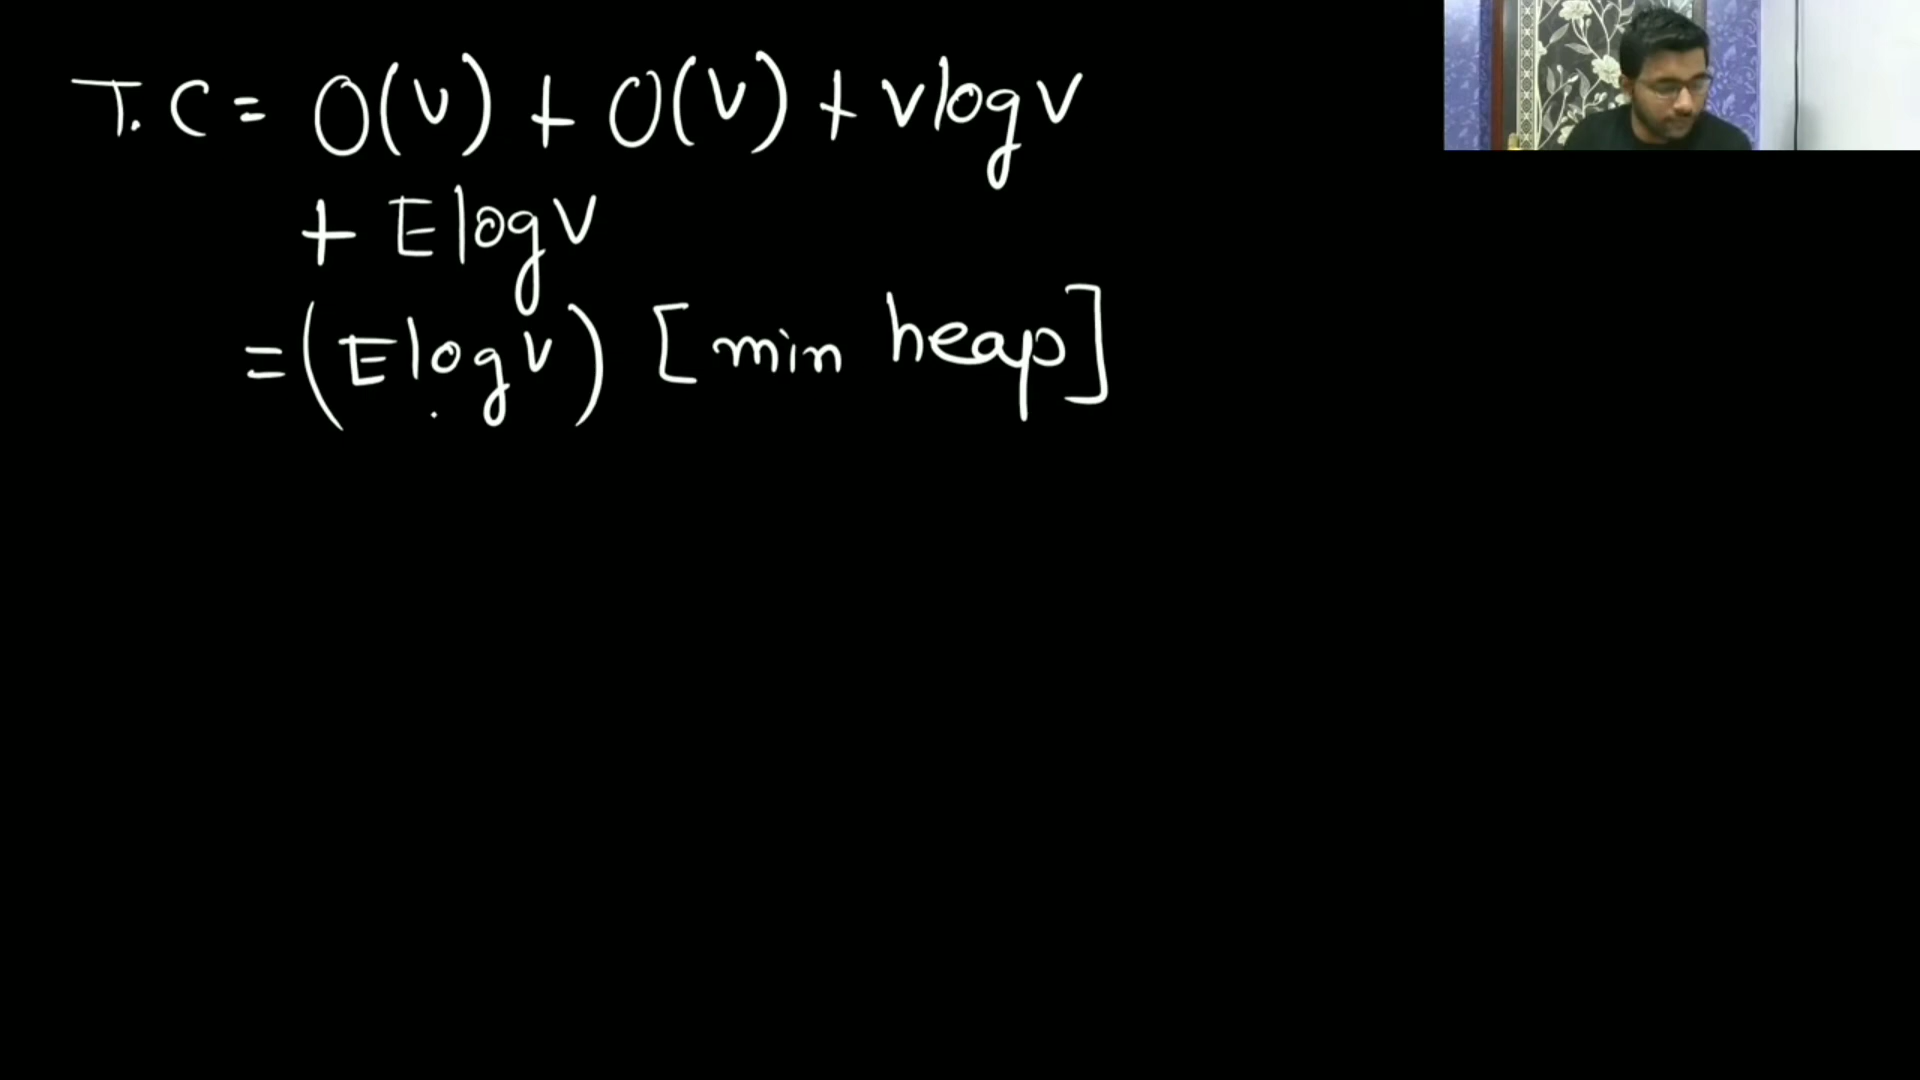 T.C = O(V) + O(V) + VlogV
+ ElogV
= (ElogV) [min heap]